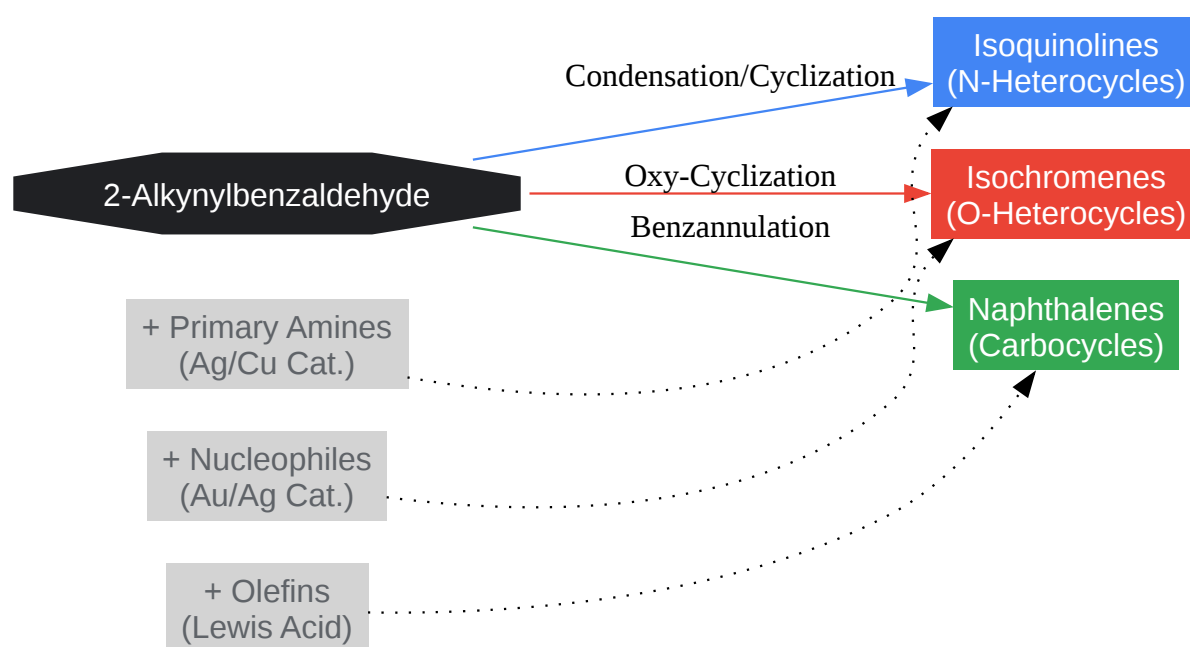 Isoquinolines
(N-Heterocycles)
Condensation/Cyclization
2-Alkynylbenzaldehyde
Oxy-Cyclization
Isochromenes
(O-Heterocycles)
Benzannulation
Naphthalenes
(Carbocycles)
+ Primary Amines
(Ag/Cu Cat.)
+ Nucleophiles
(Au/Ag Cat.)
+ Olefins
(Lewis Acid)